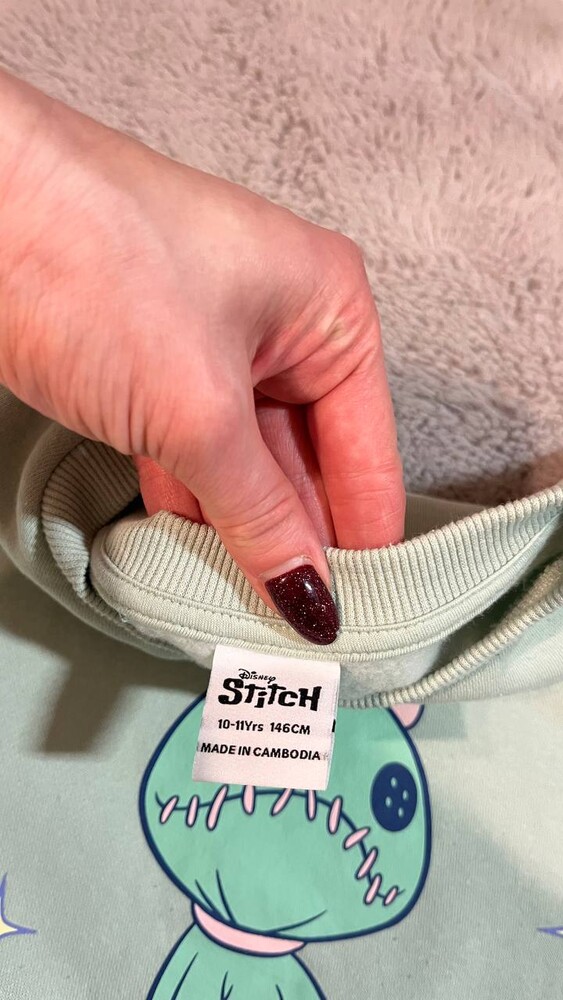 Disney
STiTCH
10-11Yrs 146CM
MADE IN CAMBODIA